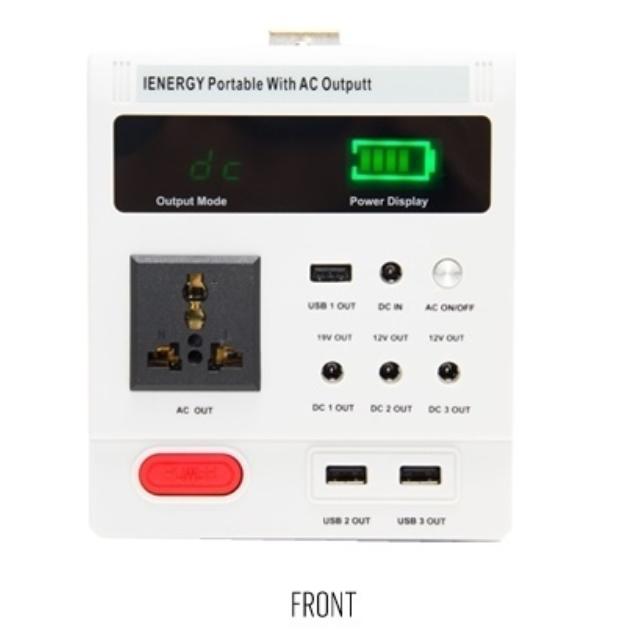 IENERGY Portable With AC Outputt
dc
Output Mode
Power Display
USB 1 OUT
DC IN
AC ON/OFF
19V OUT
12V OUT
12V OUT
DC 1 OUT
DC 2 OUT
DC 3 OUT
AC OUT
POWER
USB 2 OUT
USB 3 OUT
FRONT